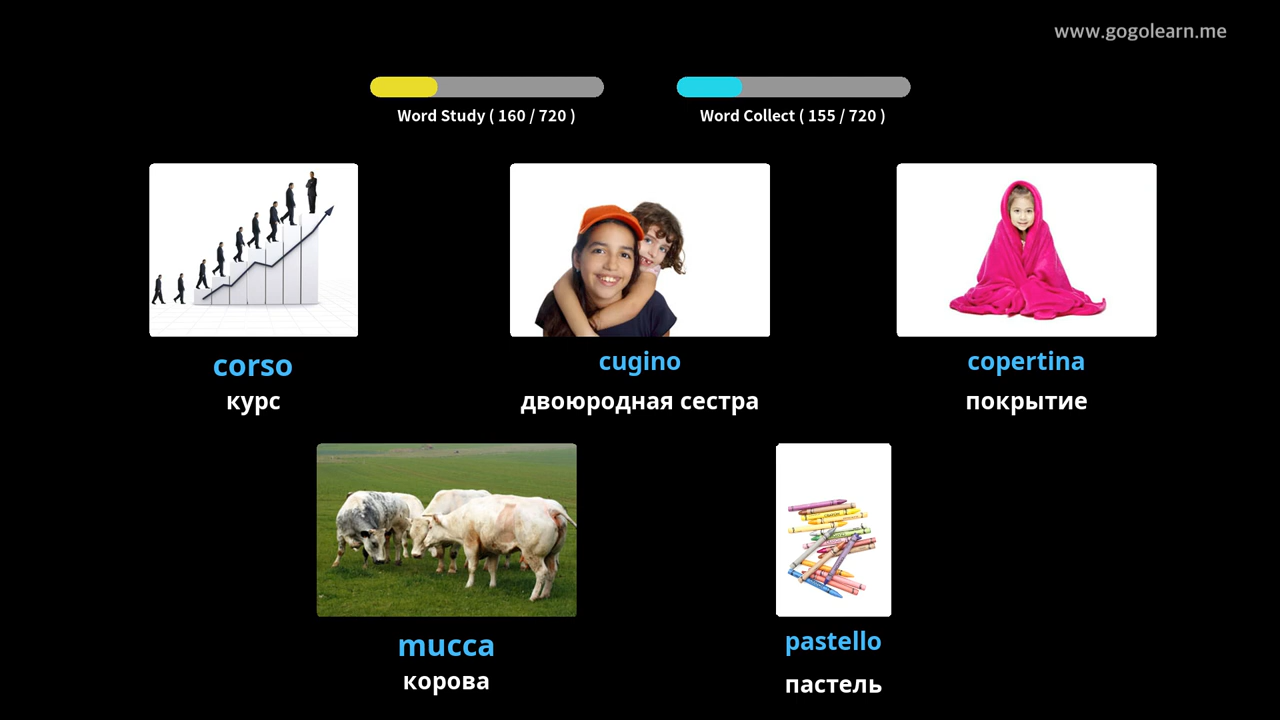 www.gogolearn.me
Word Study ( 160 / 720 )
Word Collect ( 155 / 720 )
corso
курс
cugino
двоюродная сестра
copertina
покрытие
mucca
корова
pastello
пастель